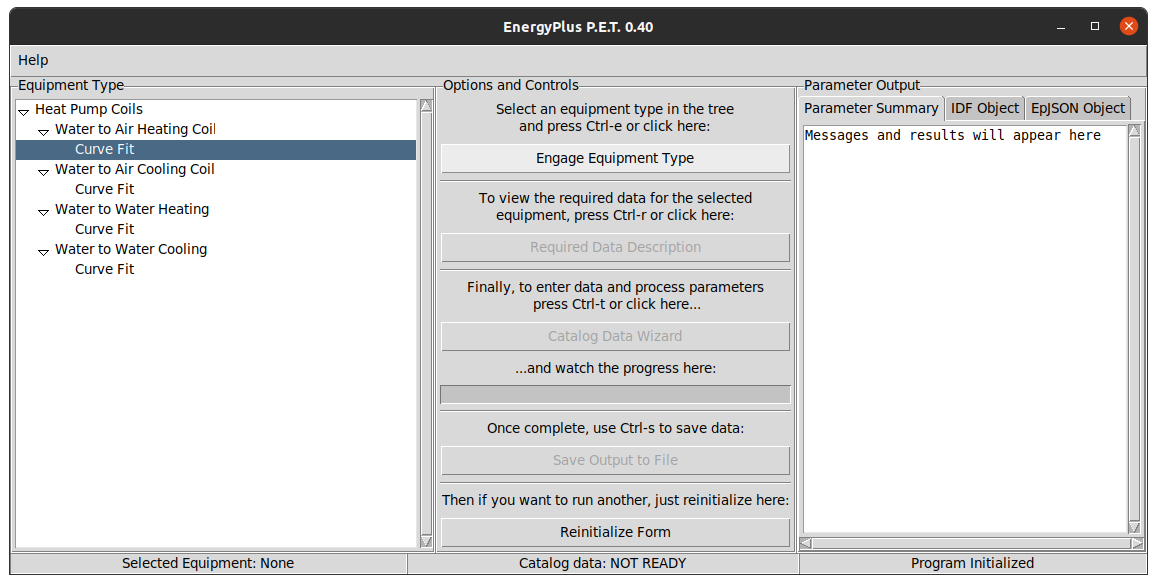 EnergyPlus P.E.T. 0.40
Help
Equipment Type
Heat Pump Coils
Water to Air Heating Coil
Curve Fit
Water to Air Cooling Coil
Curve Fit
Water to Water Heating
Curve Fit
Water to Water Cooling
Curve Fit
Options and Controls
Select an equipment type in the tree
and press Ctrl-e or click here:
Engage Equipment Type
To view the required data for the selected
equipment, press Ctrl-r or click here:
Required Data Description
Finally, to enter data and process parameters
press Ctrl-t or click here...
Catalog Data Wizard
...and watch the progress here:
Once complete, use Ctrl-s to save data:
Save Output to File
Then if you want to run another, just reinitialize here:
Reinitialize Form
Parameter Output
Parameter Summary IDF Object EpJSON Object
Messages and results will appear here
Selected Equipment: None
Catalog data: NOT READY
Program Initialized